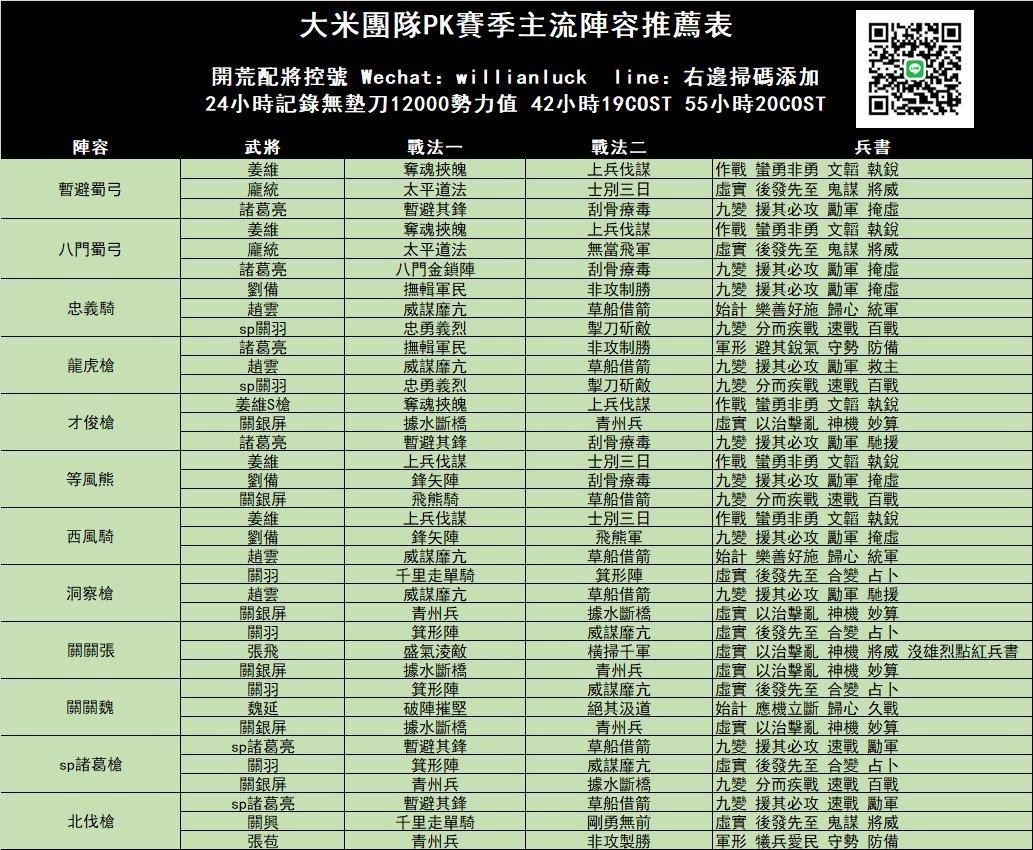 大米團隊PK賽季主流陣容推薦表
開荒配將控號 Wechat：willianluck line：右邊掃碼添加
24小時記錄無墊刀12000勢力值 42小時19COST 55小時20COST
陣容 武將 戰法一 戰法二 兵書
暫避蜀弓 姜維 奪魂挾魄 上兵伐謀 作戰 蠻勇非勇 文韜 執銳
龐統 太平道法 士別三日 虛實 後發先至 鬼謀 將威
諸葛亮 暫避其鋒 刮骨療毒 九變 援其必攻 勵軍 掩虛
八門蜀弓 姜維 奪魂挾魄 上兵伐謀 作戰 蠻勇非勇 文韜 執銳
龐統 太平道法 無當飛軍 虛實 後發先至 鬼謀 將威
諸葛亮 八門金鎖陣 刮骨療毒 九變 援其必攻 勵軍 掩虛
忠義騎 劉備 撫輯軍民 非攻制勝 九變 援其必攻 勵軍 掩虛
趙雲 威謀靡亢 草船借箭 始計 樂善好施 歸心 統軍
sp關羽 忠勇義烈 掣刀斫敵 九變 分而疾戰 速戰 百戰
龍虎槍 諸葛亮 撫輯軍民 非攻制勝 軍形 避其銳氣 守勢 防備
趙雲 威謀靡亢 草船借箭 九變 援其必攻 勵軍 救主
sp關羽 忠勇義烈 掣刀斫敵 九變 分而疾戰 速戰 百戰
才俊槍 姜維S槍 奪魂挾魄 上兵伐謀 作戰 蠻勇非勇 文韜 執銳
關銀屏 據水斷橋 青州兵 虛實 以治擊亂 神機 妙算
諸葛亮 暫避其鋒 刮骨療毒 九變 援其必攻 勵軍 馳援
等風熊 姜維 上兵伐謀 士別三日 作戰 蠻勇非勇 文韜 執銳
劉備 鋒矢陣 刮骨療毒 九變 援其必攻 勵軍 掩虛
關銀屏 飛熊騎 草船借箭 九變 分而疾戰 速戰 百戰
西風騎 姜維 上兵伐謀 士別三日 作戰 蠻勇非勇 文韜 執銳
劉備 鋒矢陣 飛熊軍 九變 援其必攻 勵軍 掩虛
趙雲 威謀靡亢 草船借箭 始計 樂善好施 歸心 統軍
洞察槍 關羽 千里走單騎 箕形陣 虛實 後發先至 合變 占卜
趙雲 威謀靡亢 草船借箭 九變 援其必攻 勵軍 馳援
關銀屏 青州兵 據水斷橋 虛實 以治擊亂 神機 妙算
關關張 關羽 箕形陣 威謀靡亢 虛實 後發先至 合變 占卜
張飛 盛氣淩敵 橫掃千軍 虛實 以治擊亂 神機 將威 沒雄烈點紅兵書
關銀屏 據水斷橋 青州兵 虛實 以治擊亂 神機 妙算
關關魏 關羽 箕形陣 威謀靡亢 虛實 後發先至 合變 占卜
魏延 破陣摧堅 絕其汲道 始計 應機立斷 歸心 久戰
關銀屏 據水斷橋 青州兵 虛實 以治擊亂 神機 妙算
sp諸葛槍 sp諸葛亮 暫避其鋒 草船借箭 九變 援其必攻 速戰 勵軍
關羽 箕形陣 威謀靡亢 虛實 後發先至 合變 占卜
關銀屏 青州兵 據水斷橋 九變 分而疾戰 速戰 百戰
北伐槍 sp諸葛亮 暫避其鋒 草船借箭 九變 援其必攻 速戰 勵軍
關興 千里走單騎 剛勇無前 虛實 後發先至 鬼謀 將威
張苞 青州兵 非攻製勝 軍形 犧兵愛民 守勢 防備